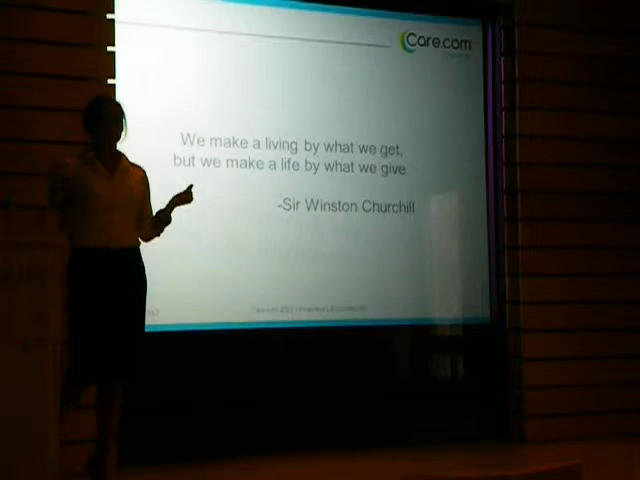 Care.com
We make a living by what we get,
but we make a life by what we give.
-Sir Winston Churchill